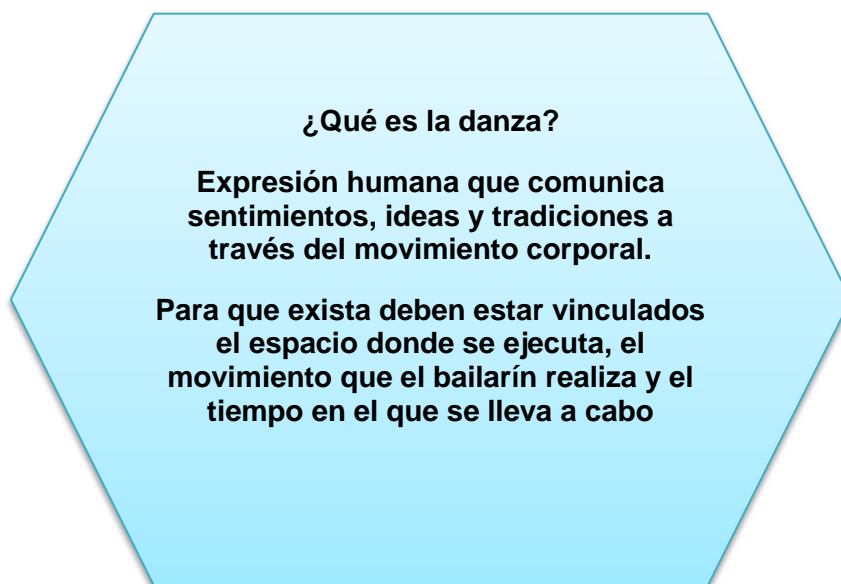 ¿Qué es la danza?
Expresión humana que comunica
sentimientos, ideas y tradiciones a
través del movimiento corporal.
Para que exista deben estar vinculados
el espacio donde se ejecuta, el
movimiento que el bailarín realiza y el
tiempo en el que se lleva a cabo